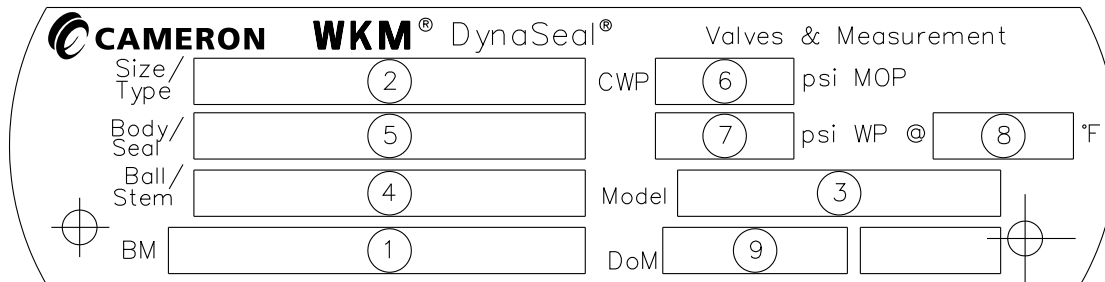 CAMERON WKM® DynaSeal® Valves & Measurement
Size/
Type 2 CWP 6 psi MOP
Body/
Seal 5 7 psi WP @ 8 °F
Ball/
Stem 4 Model 3
BM 1 DoM 9